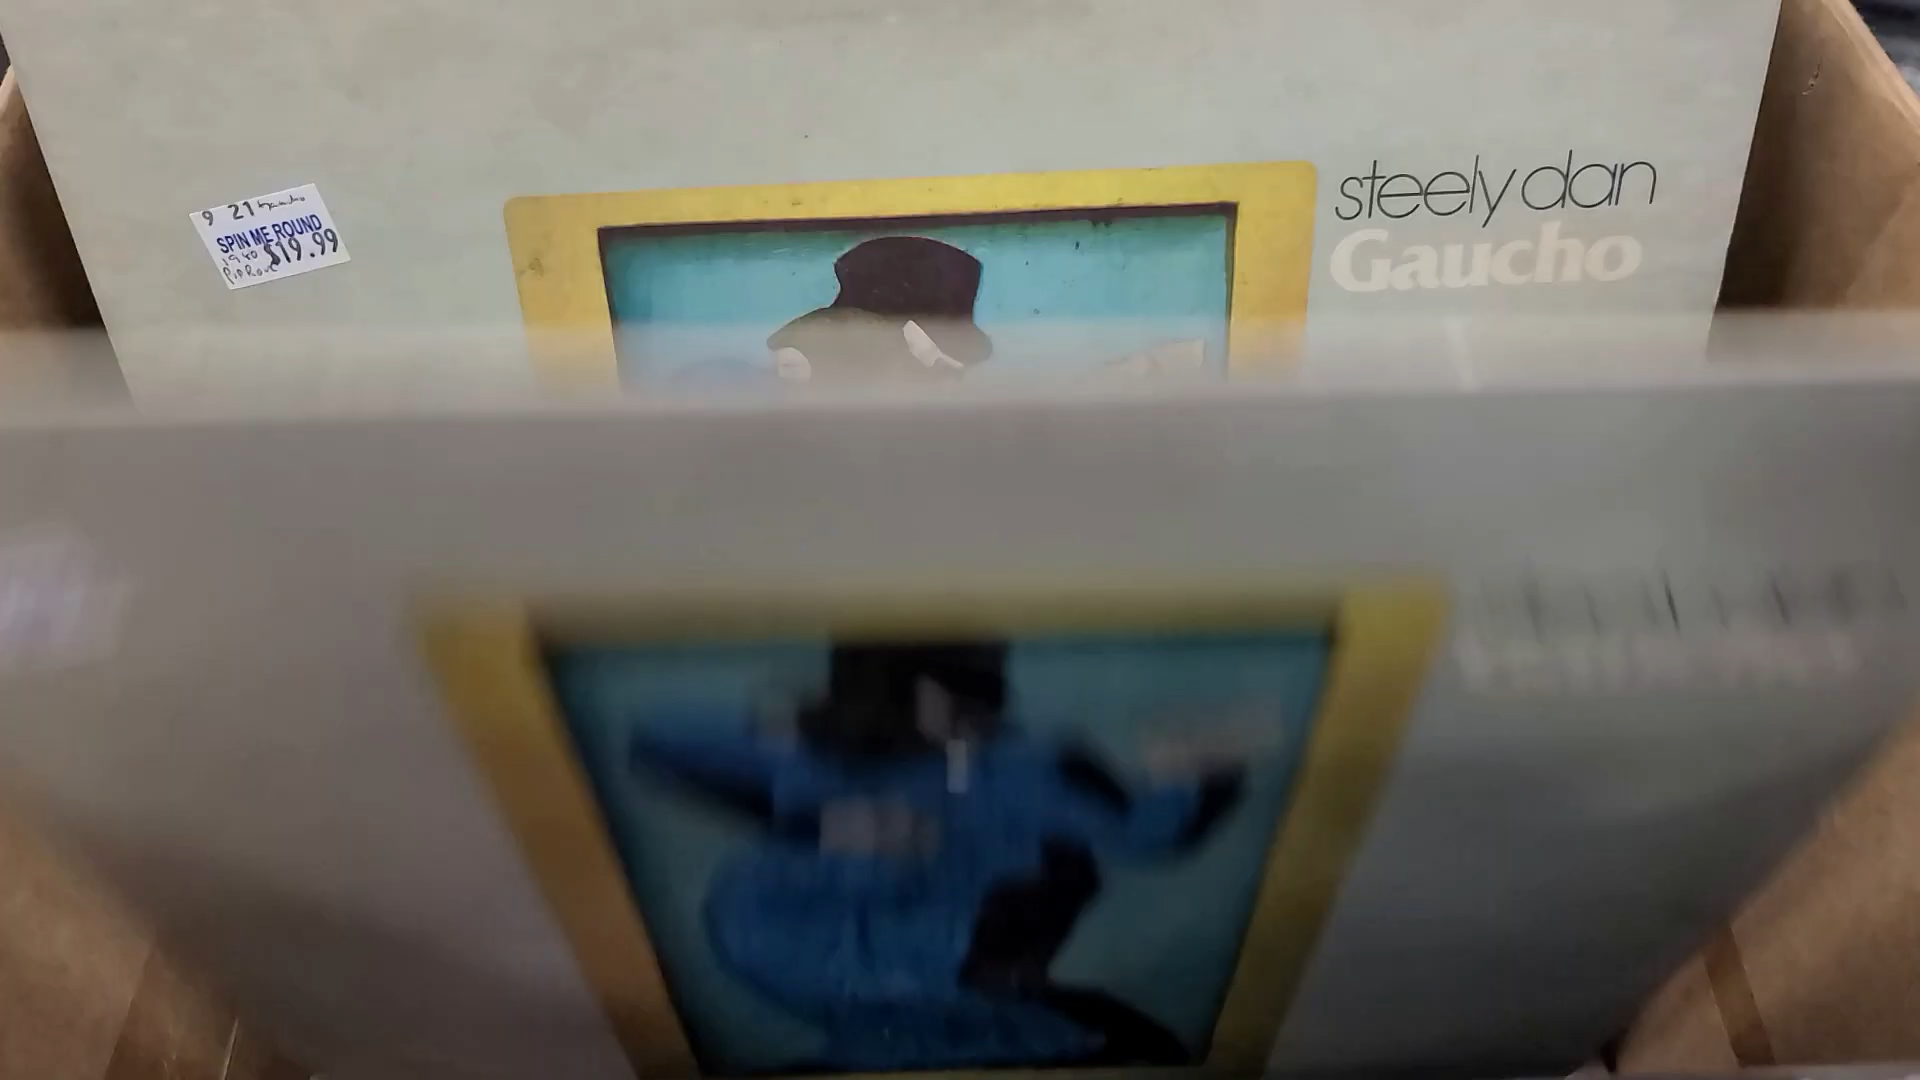 9 21
SPIN ME ROUND
$19.99
steely dan
Gaucho